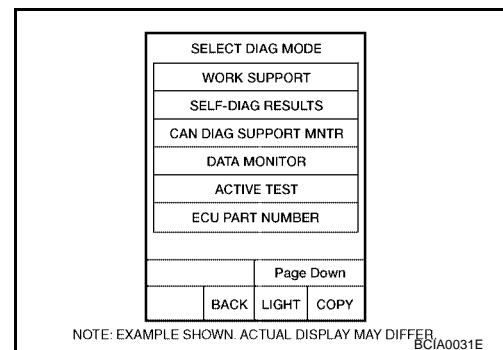 SELECT DIAG MODE
WORK SUPPORT
SELF-DIAG RESULTS
CAN DIAG SUPPORT MNTR
DATA MONITOR
ACTIVE TEST
ECU PART NUMBER
Page Down
BACK LIGHT COPY
NOTE: EXAMPLE SHOWN. ACTUAL DISPLAY MAY DIFFER.
BCIA0031E